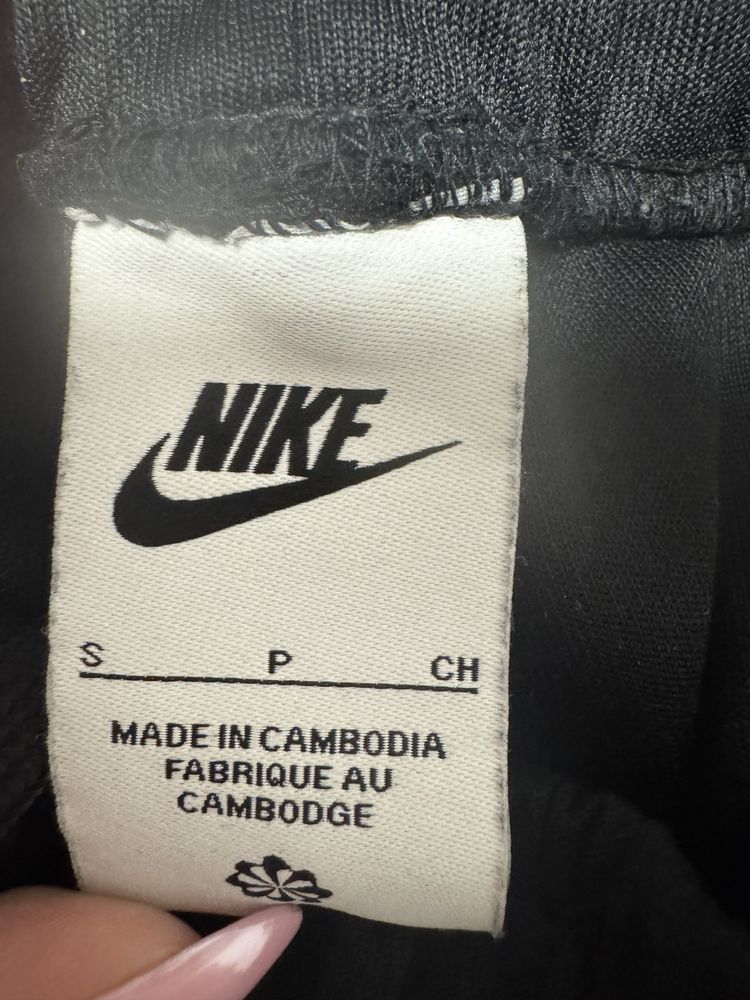 NIKE
S P CH
MADE IN CAMBODIA
FABRIQUE AU
CAMBODGE